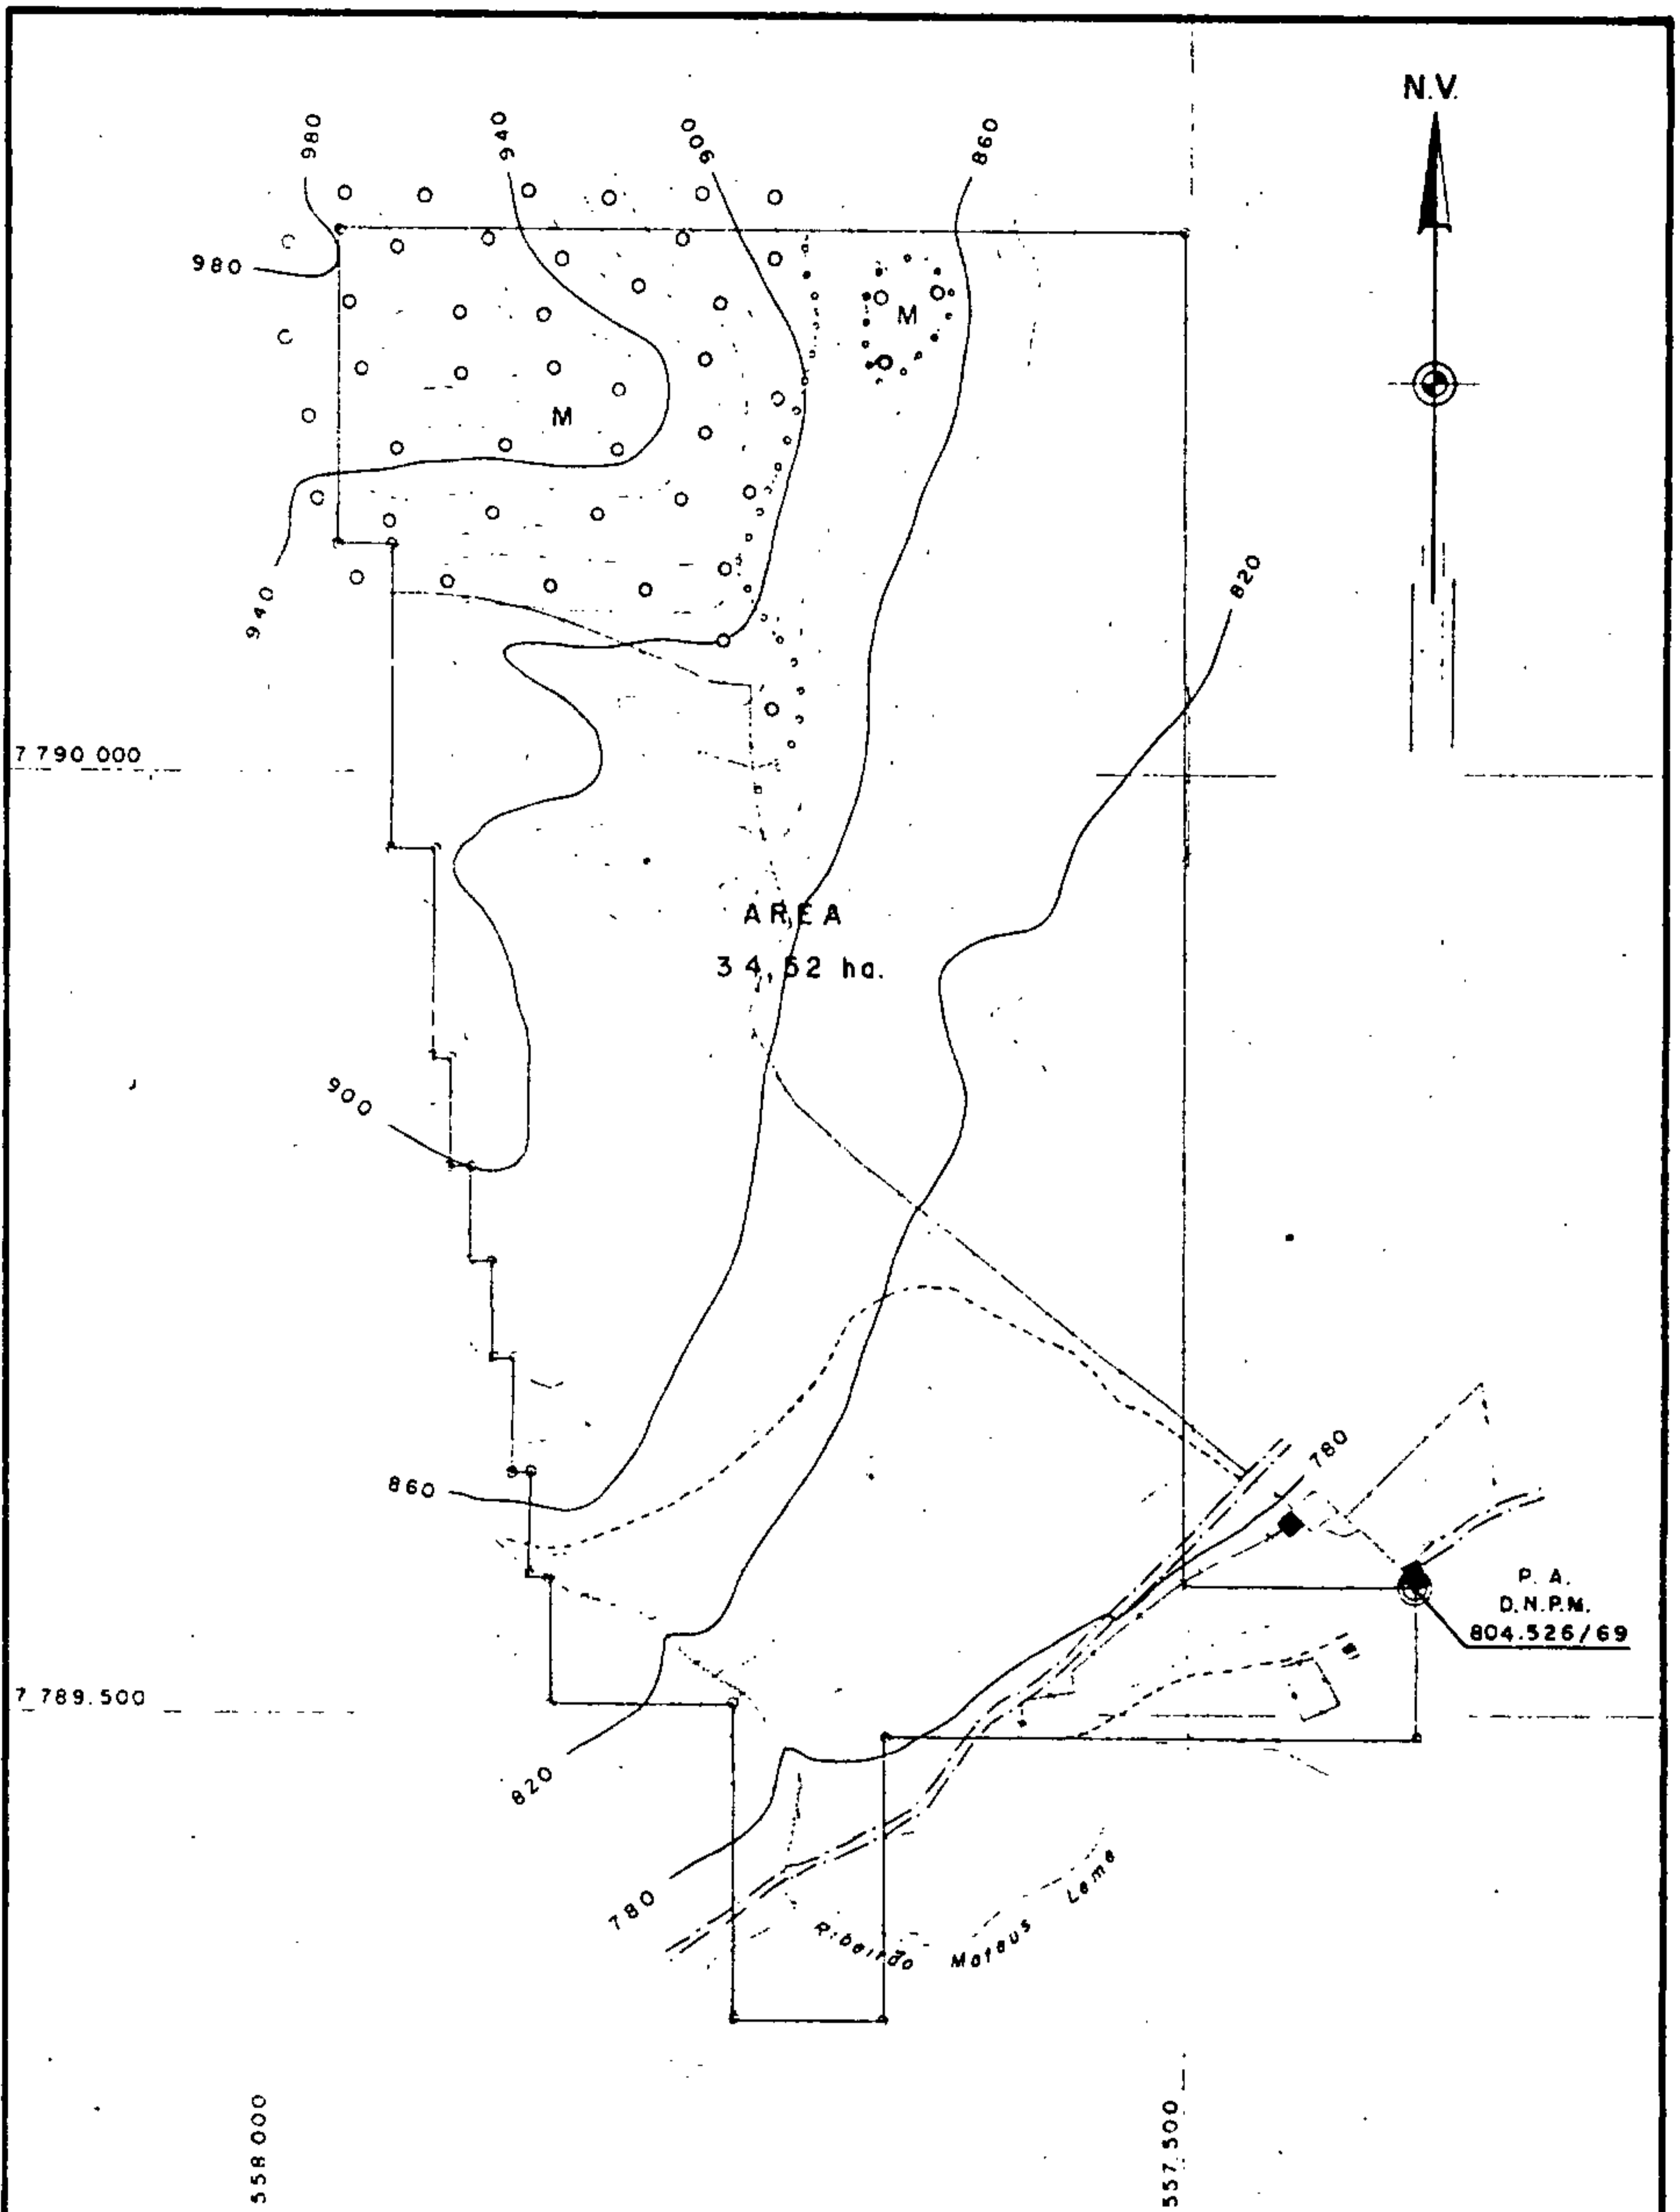 N.V.
980
940
900
860
980
M
M
940
820
7 790 000
AREA
34,52 ha.
900
780
860
P. A.
D.N.P.M.
804.526/69
7 789.500
820
780
Ribeirão Mateus Leme
558 000
557.500